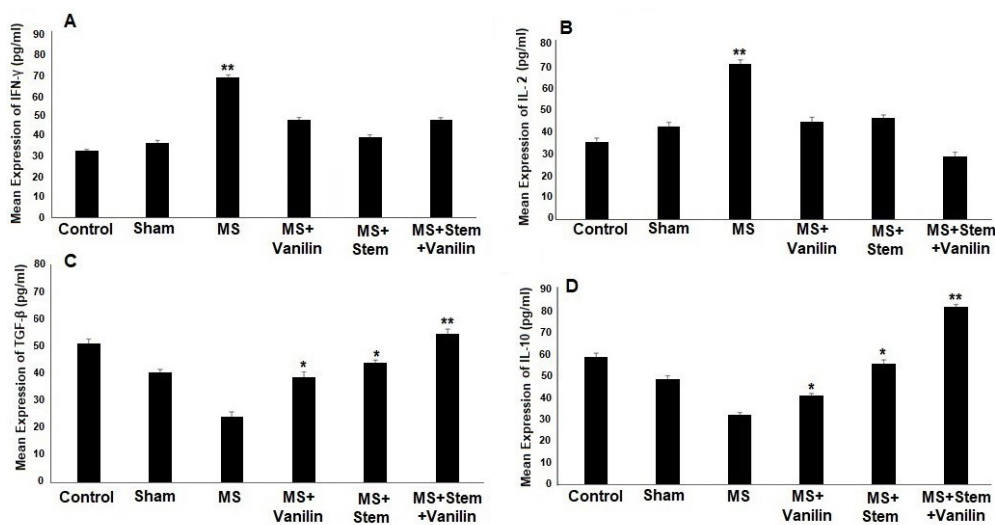 A
Mean Expression of IFN-γ (pg/ml)
90
80
70
60
50
40
30
20
10
0
**
Control
Sham
MS
MS+
Vanilin
MS+
Stem
MS+Stem
+Vanilin
B
Mean Expression of IL- 2 (pg/ml)
80
70
60
50
40
30
20
10
0
**
Control
Sham
MS
MS+
Vanilin
MS+
Stem
MS+Stem
+Vanilin
C
Mean Expression of TGF-β (pg/ml)
80
60
50
40
30
20
10
0
*
*
**
Control
Sham
MS
MS+
Vanilin
MS+
Stem
MS+Stem
+Vanilin
D
Mean Expression of IL-10 (pg/ml)
90
80
70
60
50
40
30
20
10
0
*
*
**
Control
Sham
MS
MS+
Vanilin
MS+
Stem
MS+Stem
+Vanilin